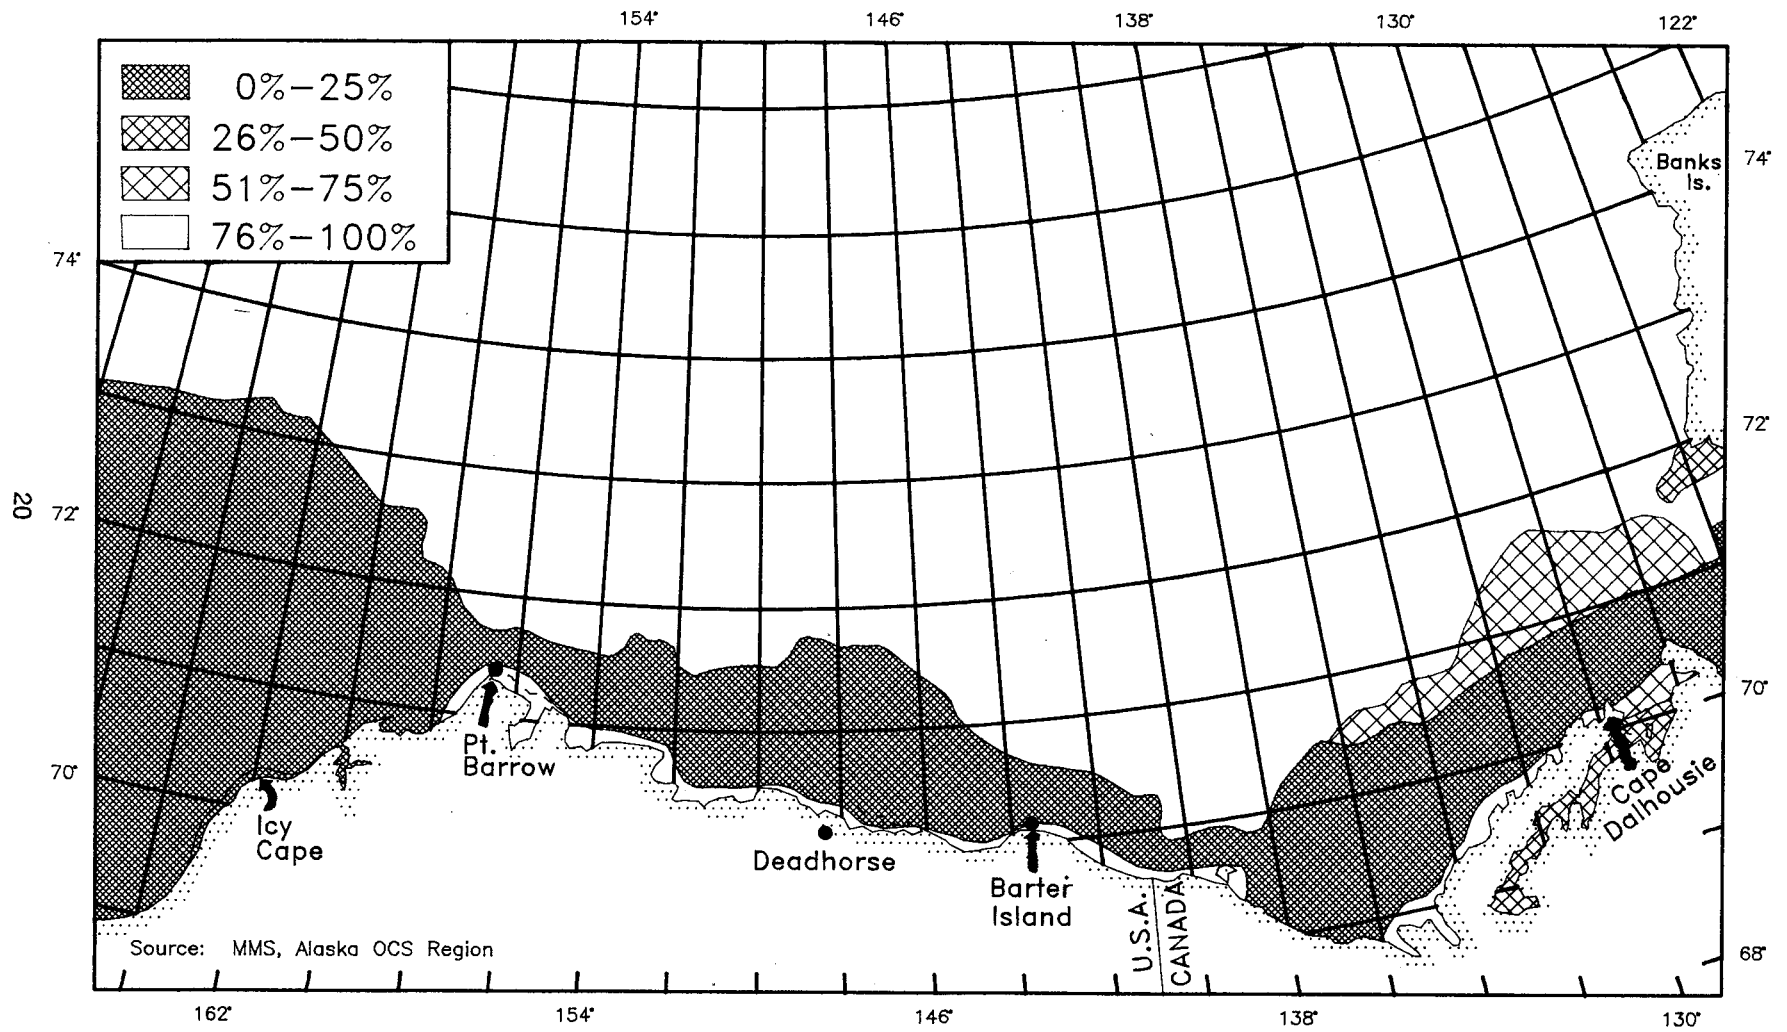 154° 146° 138° 130° 122°
0%–25%
26%–50%
51%–75%
76%–100%
Banks
Is.
74°
74°
72°
20
72°
70°
Pt.
Barrow
70°
Icy
Cape
Deadhorse
Cape
Dalhousie
Barter
Island
U.S.A.
CANADA
Source: MMS, Alaska OCS Region
68°
162° 154° 146° 138° 130°